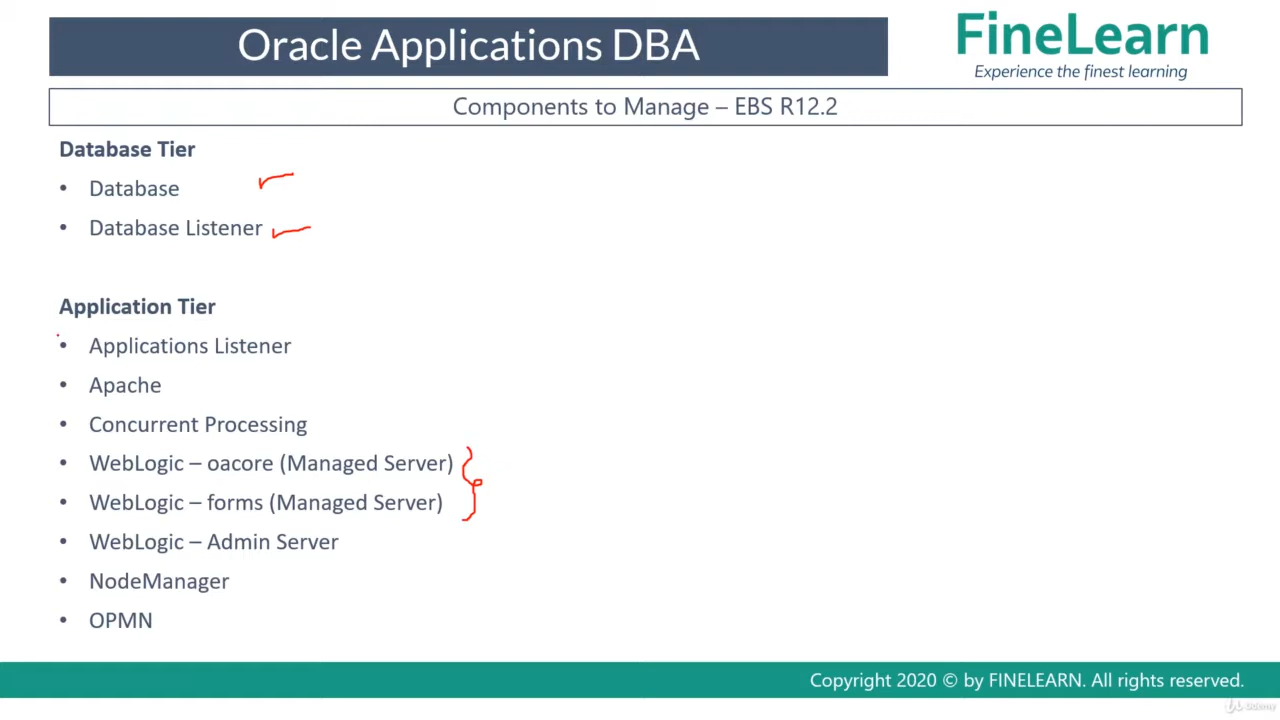 Oracle Applications DBA
FineLearn
Experience the finest learning
Components to Manage – EBS R12.2
Database Tier
• Database
• Database Listener
Application Tier
• Applications Listener
• Apache
• Concurrent Processing
• WebLogic – oacore (Managed Server)
• WebLogic – forms (Managed Server)
• WebLogic – Admin Server
• NodeManager
• OPMN
Copyright 2020 © by FINELEARN. All rights reserved.
Udemy